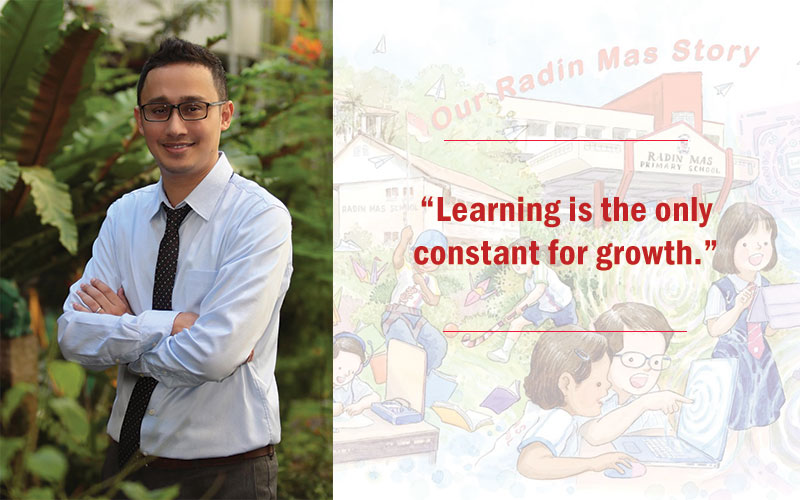 Our Radin Mas Story
RADIN MAS
PRIMARY SCHOOL
RADIN MAS SCHOOL
“Learning is the only
constant for growth.”